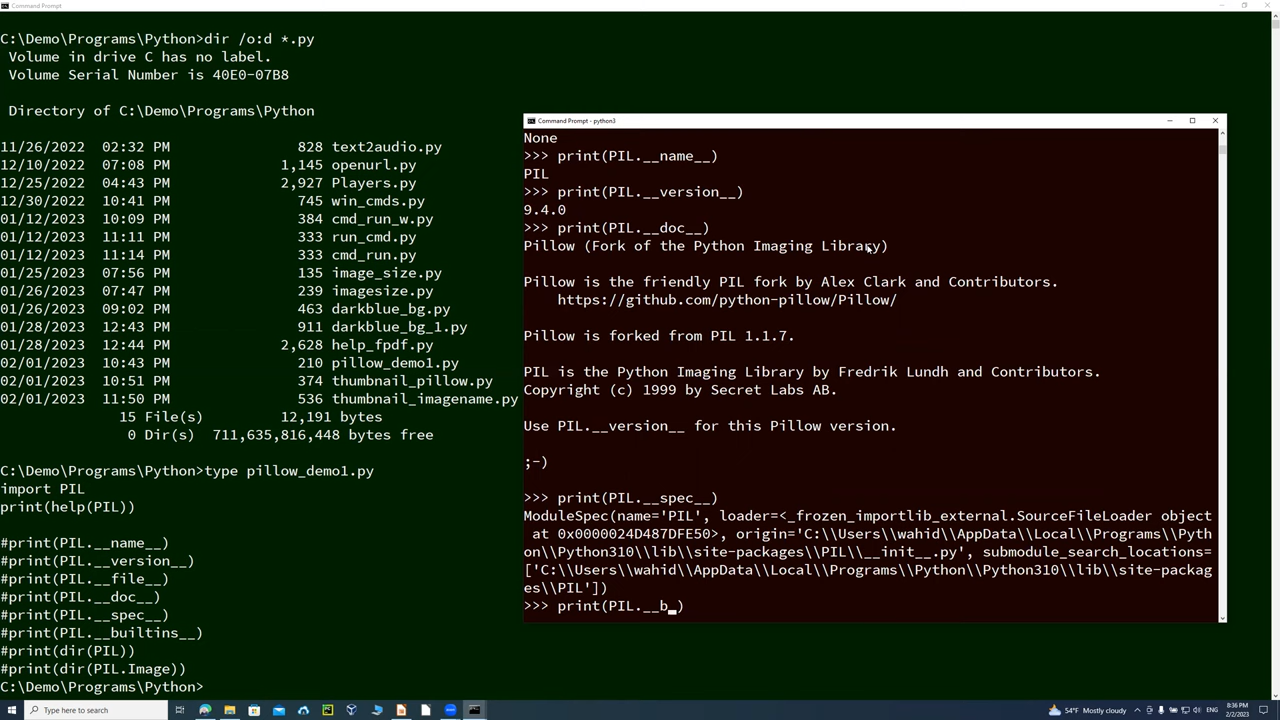 Command Prompt
C:\Demo\Programs\Python>dir /o:d *.py
Volume in drive C has no label.
Volume Serial Number is 40E0-07B8
Directory of C:\Demo\Programs\Python
11/26/2022 02:32 PM 828 text2audio.py
12/10/2022 07:08 PM 1,145 openurl.py
12/25/2022 04:43 PM 2,927 Players.py
12/30/2022 10:41 PM 745 win_cmds.py
01/12/2023 10:09 PM 384 cmd_run_w.py
01/12/2023 11:11 PM 333 run_cmd.py
01/12/2023 11:14 PM 333 cmd_run.py
01/25/2023 07:56 PM 135 image_size.py
01/26/2023 07:47 PM 239 imagesize.py
01/26/2023 09:02 PM 463 darkblue_bg.py
01/28/2023 12:43 PM 911 darkblue_bg_1.py
01/28/2023 12:44 PM 2,628 help_fpdf.py
02/01/2023 10:43 PM 210 pillow_demo1.py
02/01/2023 10:51 PM 374 thumbnail_pillow.py
02/01/2023 11:50 PM 536 thumbnail_imagename.py
15 File(s) 12,191 bytes
0 Dir(s) 711,635,816,448 bytes free
C:\Demo\Programs\Python>type pillow_demo1.py
import PIL
print(help(PIL))
#print(PIL.__name__)
#print(PIL.__version__)
#print(PIL.__file__)
#print(PIL.__doc__)
#print(PIL.__spec__)
#print(PIL.__builtins__)
#print(dir(PIL))
#print(dir(PIL.Image))
C:\Demo\Programs\Python>
Command Prompt - python3
None
>>> print(PIL.__name__)
PIL
>>> print(PIL.__version__)
9.4.0
>>> print(PIL.__doc__)
Pillow (Fork of the Python Imaging Library)
Pillow is the friendly PIL fork by Alex Clark and Contributors.
https://github.com/python-pillow/Pillow/
Pillow is forked from PIL 1.1.7.
PIL is the Python Imaging Library by Fredrik Lundh and Contributors.
Copyright (c) 1999 by Secret Labs AB.
Use PIL.__version__ for this Pillow version.
;-)
>>> print(PIL.__spec__)
ModuleSpec(name='PIL', loader=<_frozen_importlib_external.SourceFileLoader object
at 0x0000024D487DFE50>, origin='C:\\Users\\wahid\\AppData\\Local\\Programs\\Pyth
on\\Python310\\lib\\site-packages\\PIL\\__init__.py', submodule_search_locations=
['C:\\Users\\wahid\\AppData\\Local\\Programs\\Python\\Python310\\lib\\site-packag
es\\PIL'])
>>> print(PIL.__b_)
Type here to search
54°F Mostly cloudy
ENG
8:36 PM
2/2/2023